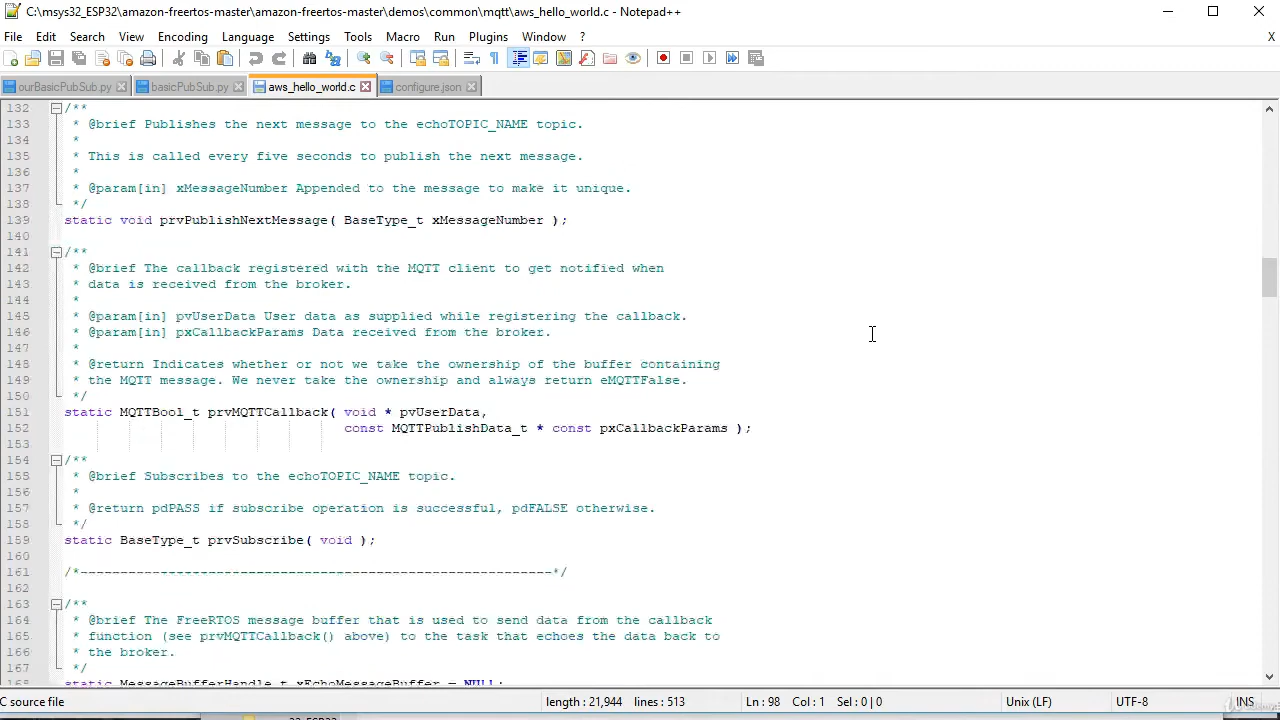 C:\msys32_ESP32\amazon-freertos-master\amazon-freertos-master\demos\common\mqtt\aws_hello_world.c - Notepad++
File Edit Search View Encoding Language Settings Tools Macro Run Plugins Window ? X
ourBasicPubSub.py basicPubSub.py aws_hello_world.c configure.json
132 /**
133 * @brief Publishes the next message to the echoTOPIC_NAME topic.
134 *
135 * This is called every five seconds to publish the next message.
136 *
137 * @param[in] xMessageNumber Appended to the message to make it unique.
138 */
139 static void prvPublishNextMessage( BaseType_t xMessageNumber );
140
141 /**
142 * @brief The callback registered with the MQTT client to get notified when
143 * data is received from the broker.
144 *
145 * @param[in] pvUserData User data as supplied while registering the callback.
146 * @param[in] pxCallbackParams Data received from the broker.
147 *
148 * @return Indicates whether or not we take the ownership of the buffer containing
149 * the MQTT message. We never take the ownership and always return eMQTTFalse.
150 */
151 static MQTTBool_t prvMQTTCallback( void * pvUserData,
152 const MQTTPublishData_t * const pxCallbackParams );
153
154 /**
155 * @brief Subscribes to the echoTOPIC_NAME topic.
156 *
157 * @return pdPASS if subscribe operation is successful, pdFALSE otherwise.
158 */
159 static BaseType_t prvSubscribe( void );
160
161 /*-----------------------------------------------------------*/
162
163 /**
164 * @brief The FreeRTOS message buffer that is used to send data from the callback
165 * function (see prvMQTTCallback() above) to the task that echoes the data back to
166 * the broker.
167 */
168 static MessageBufferHandle_t xEchoMessageBuffer = NULL;
C source file length : 21,944 lines : 513 Ln : 98 Col : 1 Sel : 0 | 0 Unix (LF) UTF-8 INS